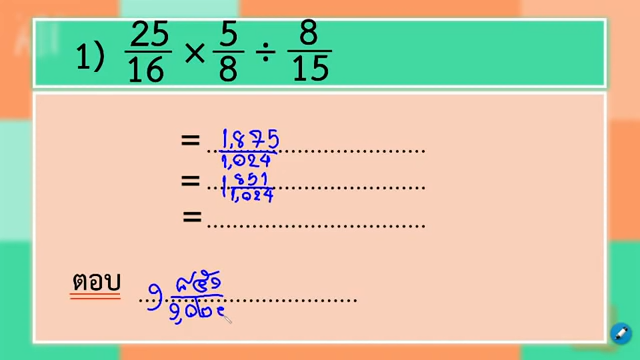 1) 25/16 × 5/8 ÷ 8/15
= 1,875/1,024
= 1 851/1,024
=
ตอบ ๑ ๘๕๑/๑,๐๒๔